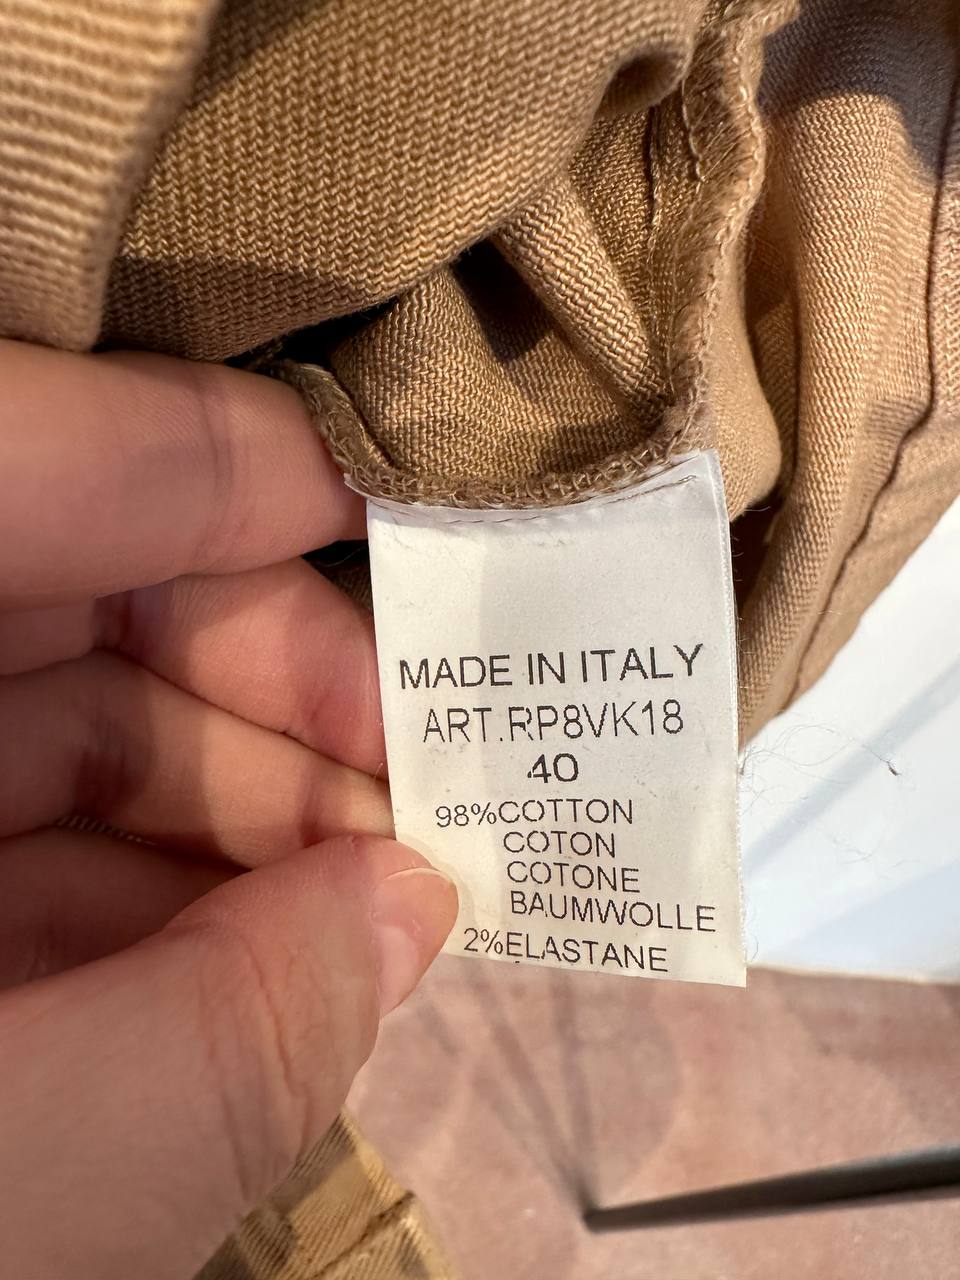 MADE IN ITALY
ART.RP8VK18
40
98%COTTON
COTON
COTONE
BAUMWOLLE
2%ELASTANE